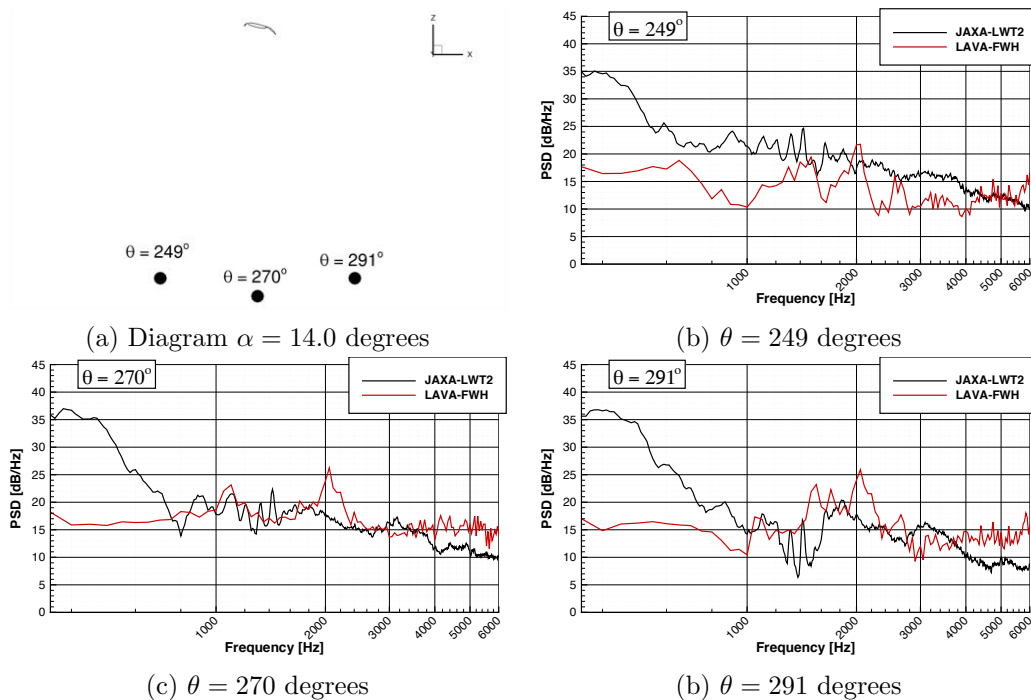 z
x
θ = 249°
θ = 270°
θ = 291°
(a) Diagram α = 14.0 degrees
θ = 249°
JAXA-LWT2
LAVA-FWH
PSD [dB/Hz]
45
40
35
30
25
20
15
10
5
0
1000 2000 3000 4000 5000 6000
Frequency [Hz]
(b) θ = 249 degrees
θ = 270°
JAXA-LWT2
LAVA-FWH
PSD [dB/Hz]
45
40
35
30
25
20
15
10
5
0
1000 2000 3000 4000 5000 6000
Frequency [Hz]
(c) θ = 270 degrees
θ = 291°
JAXA-LWT2
LAVA-FWH
PSD [dB/Hz]
45
40
35
30
25
20
15
10
5
0
1000 2000 3000 4000 5000 6000
Frequency [Hz]
(b) θ = 291 degrees